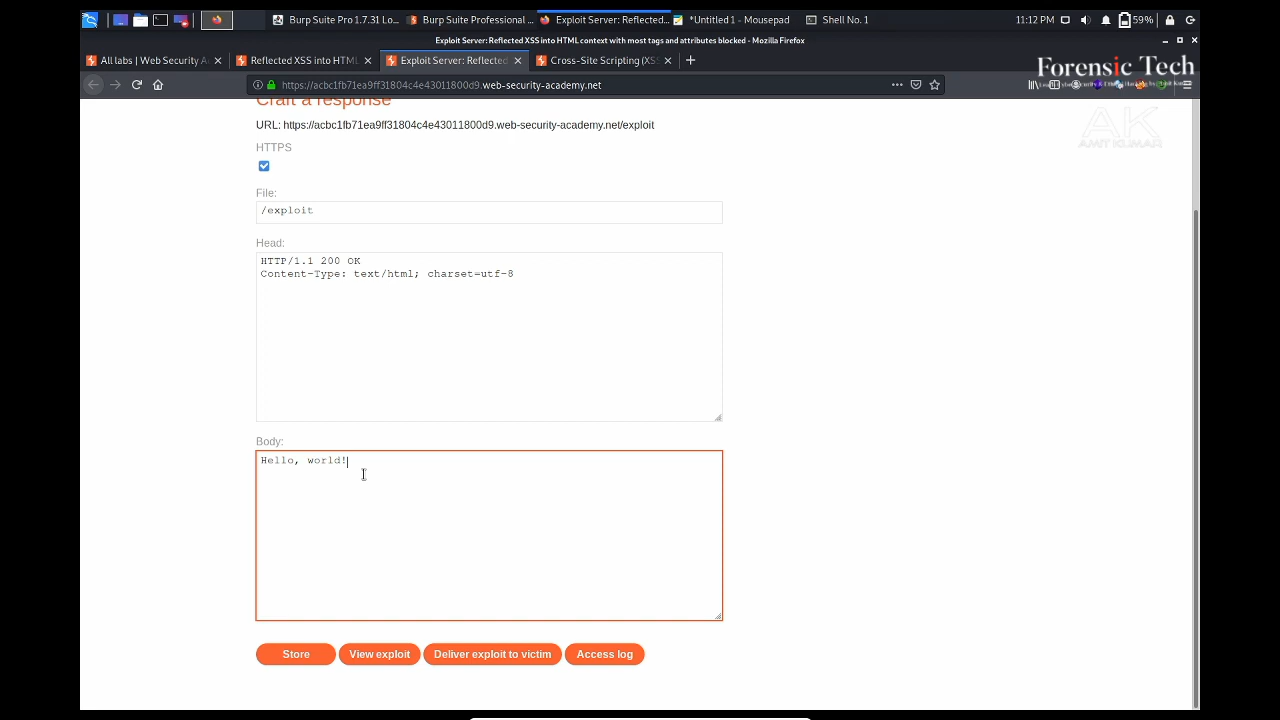 Burp Suite Pro 1.7.31 Lo...
Burp Suite Professional ...
Exploit Server: Reflected...
*Untitled 1 - Mousepad
Shell No. 1
11:12 PM
59%
Exploit Server: Reflected XSS into HTML context with most tags and attributes blocked - Mozilla Firefox
All labs | Web Security A
Reflected XSS into HTML
Exploit Server: Reflected
Cross-Site Scripting (XSS
Forensic Tech
https://acbc1fb71ea9ff31804c4e43011800d9.web-security-academy.net
AK
AMIT KUMAR
Craft a response
URL: https://acbc1fb71ea9ff31804c4e43011800d9.web-security-academy.net/exploit
HTTPS
File:
/exploit
Head:
HTTP/1.1 200 OK
Content-Type: text/html; charset=utf-8
Body:
Hello, world!
Store
View exploit
Deliver exploit to victim
Access log